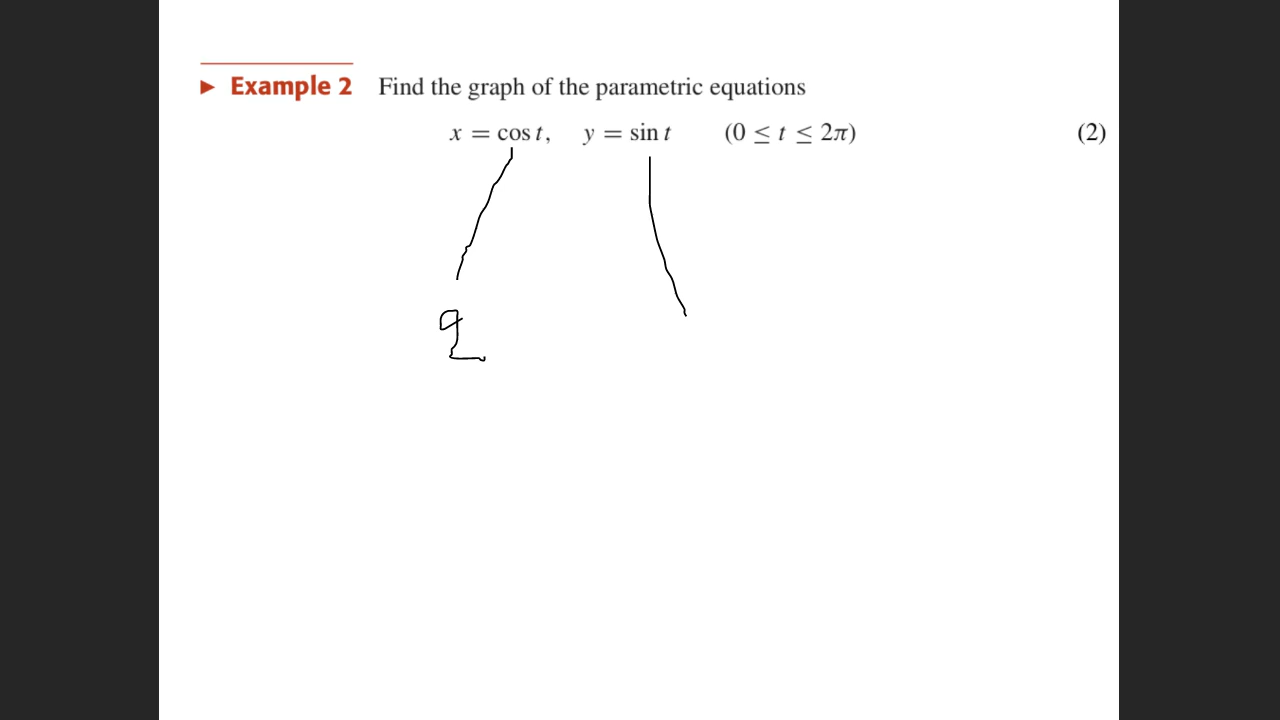 ► Example 2 Find the graph of the parametric equations
x = cos t, y = sin t (0 ≤ t ≤ 2π) (2)